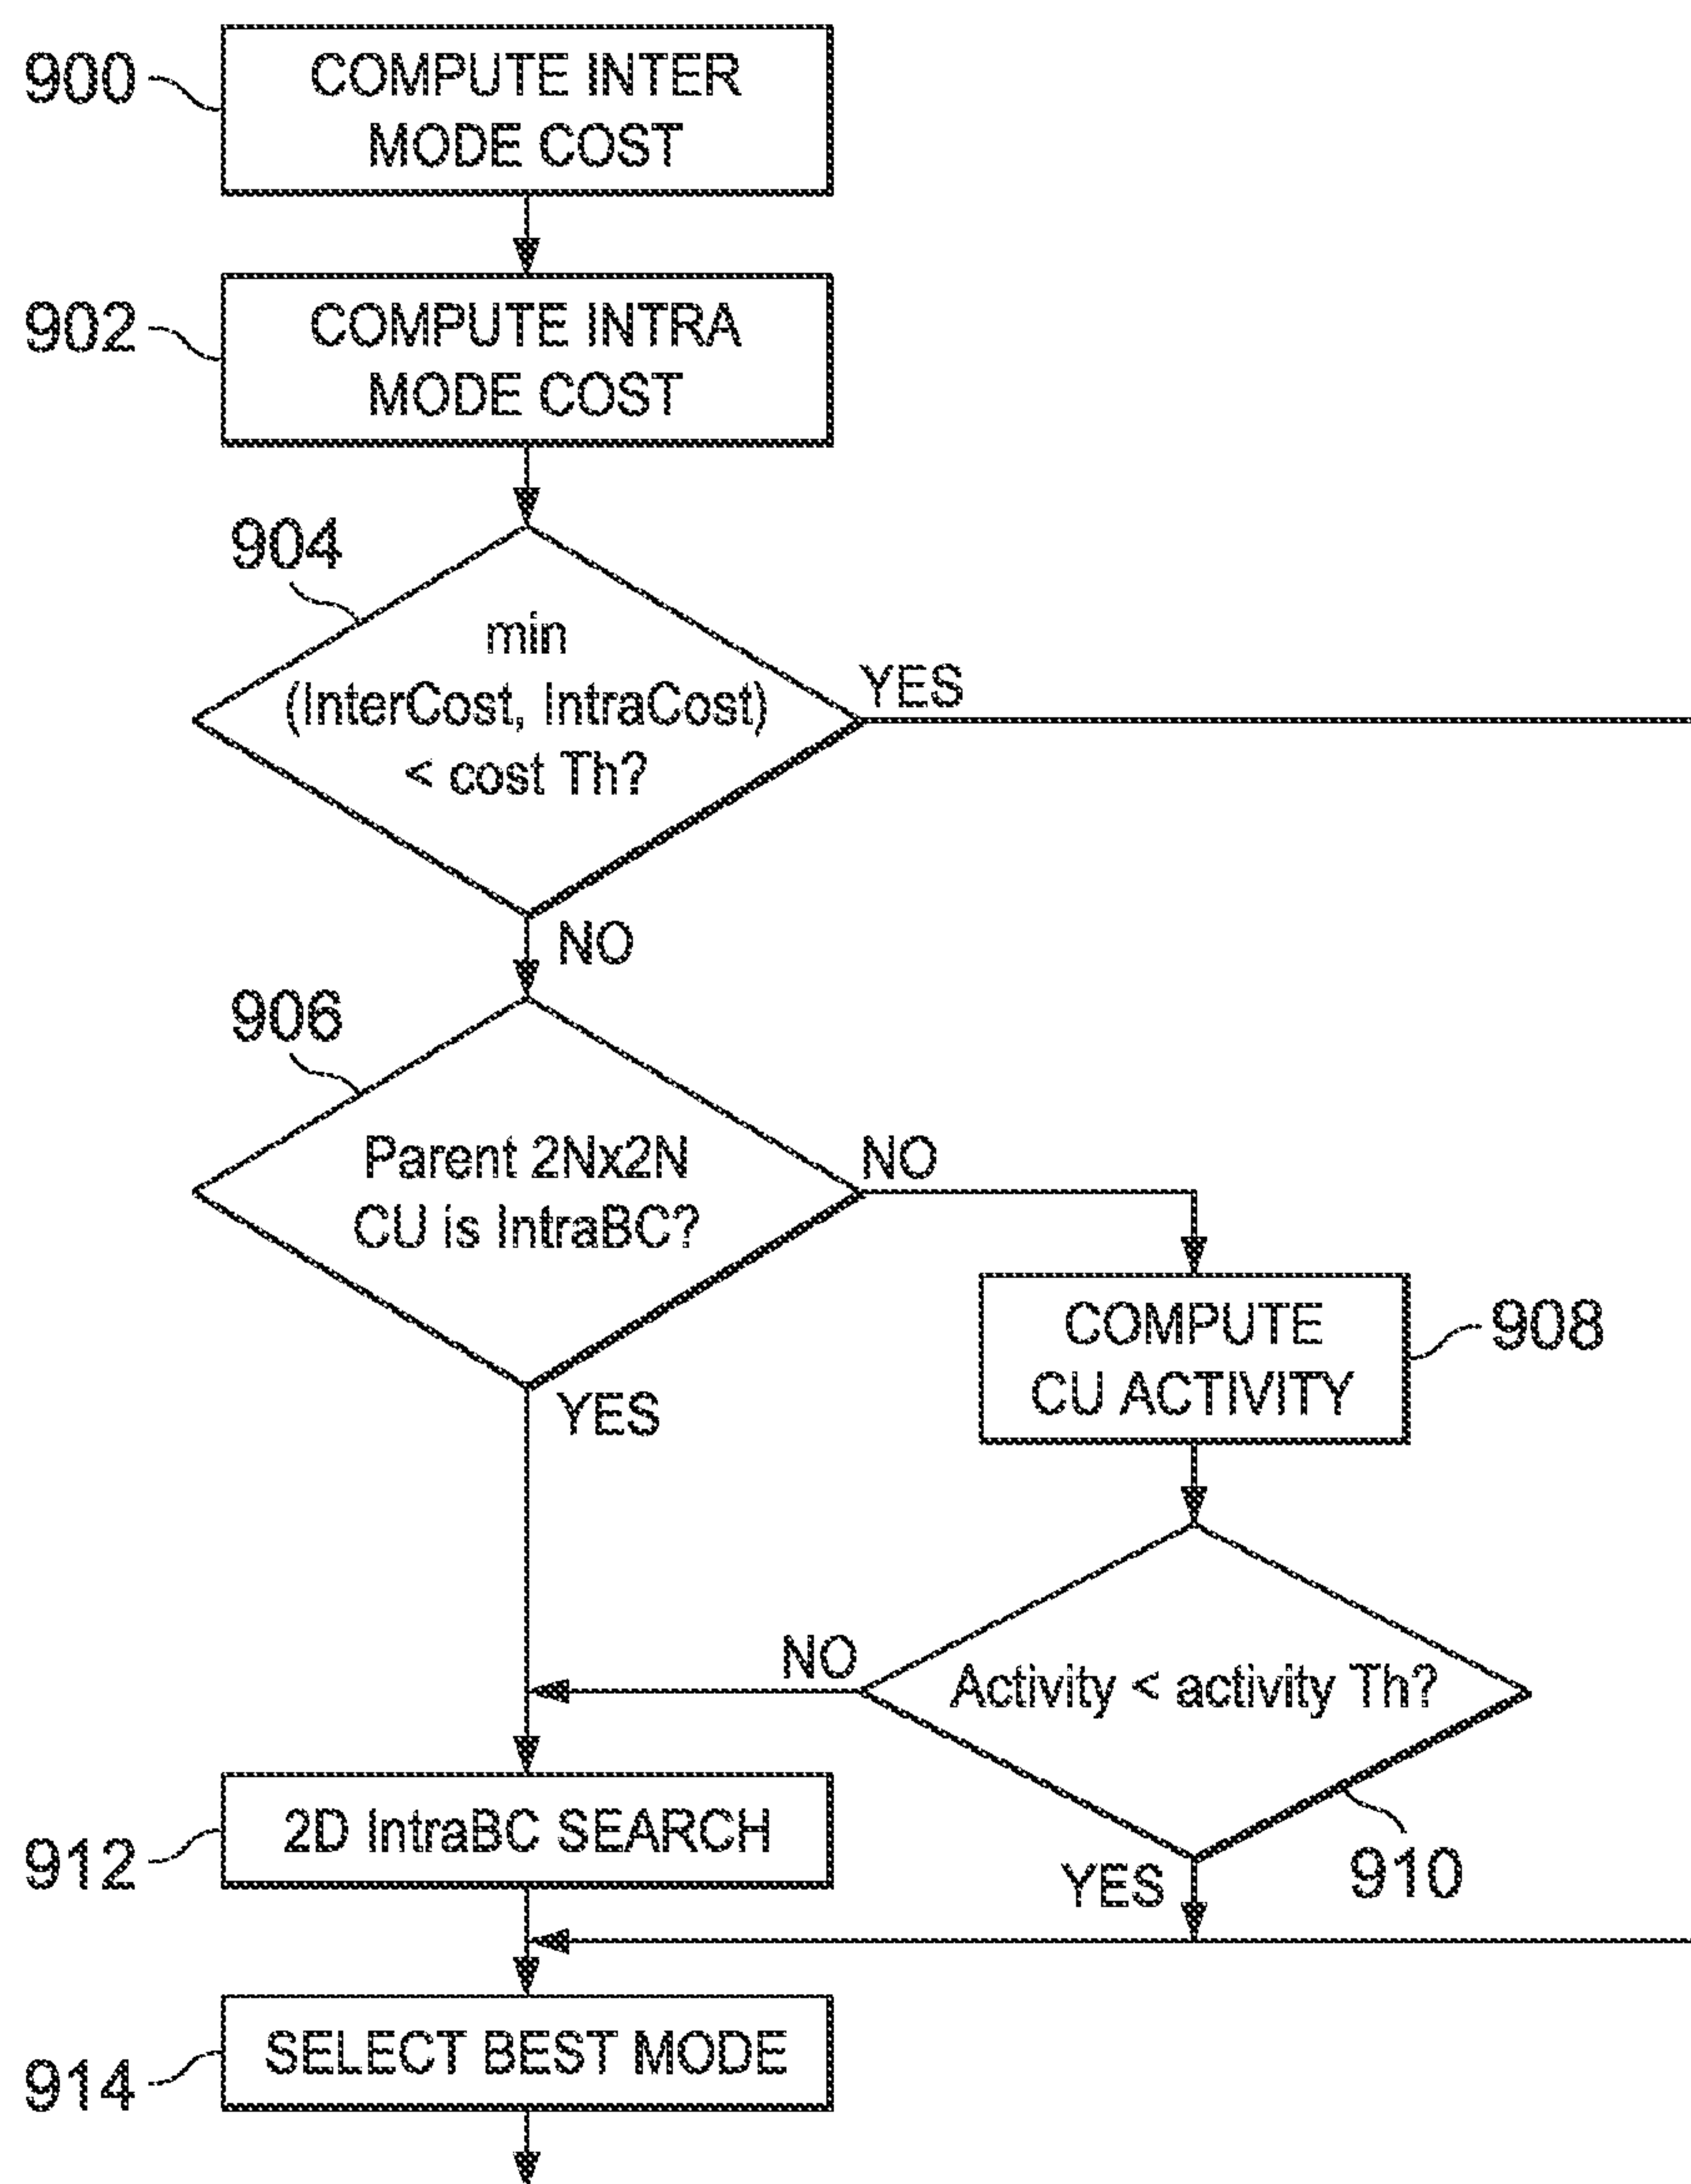 900
COMPUTE INTER
MODE COST
902
COMPUTE INTRA
MODE COST
904
min
(InterCost, IntraCost)
< cost Th?
YES
NO
906
Parent 2Nx2N
CU is IntraBC?
NO
YES
COMPUTE
CU ACTIVITY
908
Activity < activity Th?
NO
YES
910
912
2D IntraBC SEARCH
914
SELECT BEST MODE